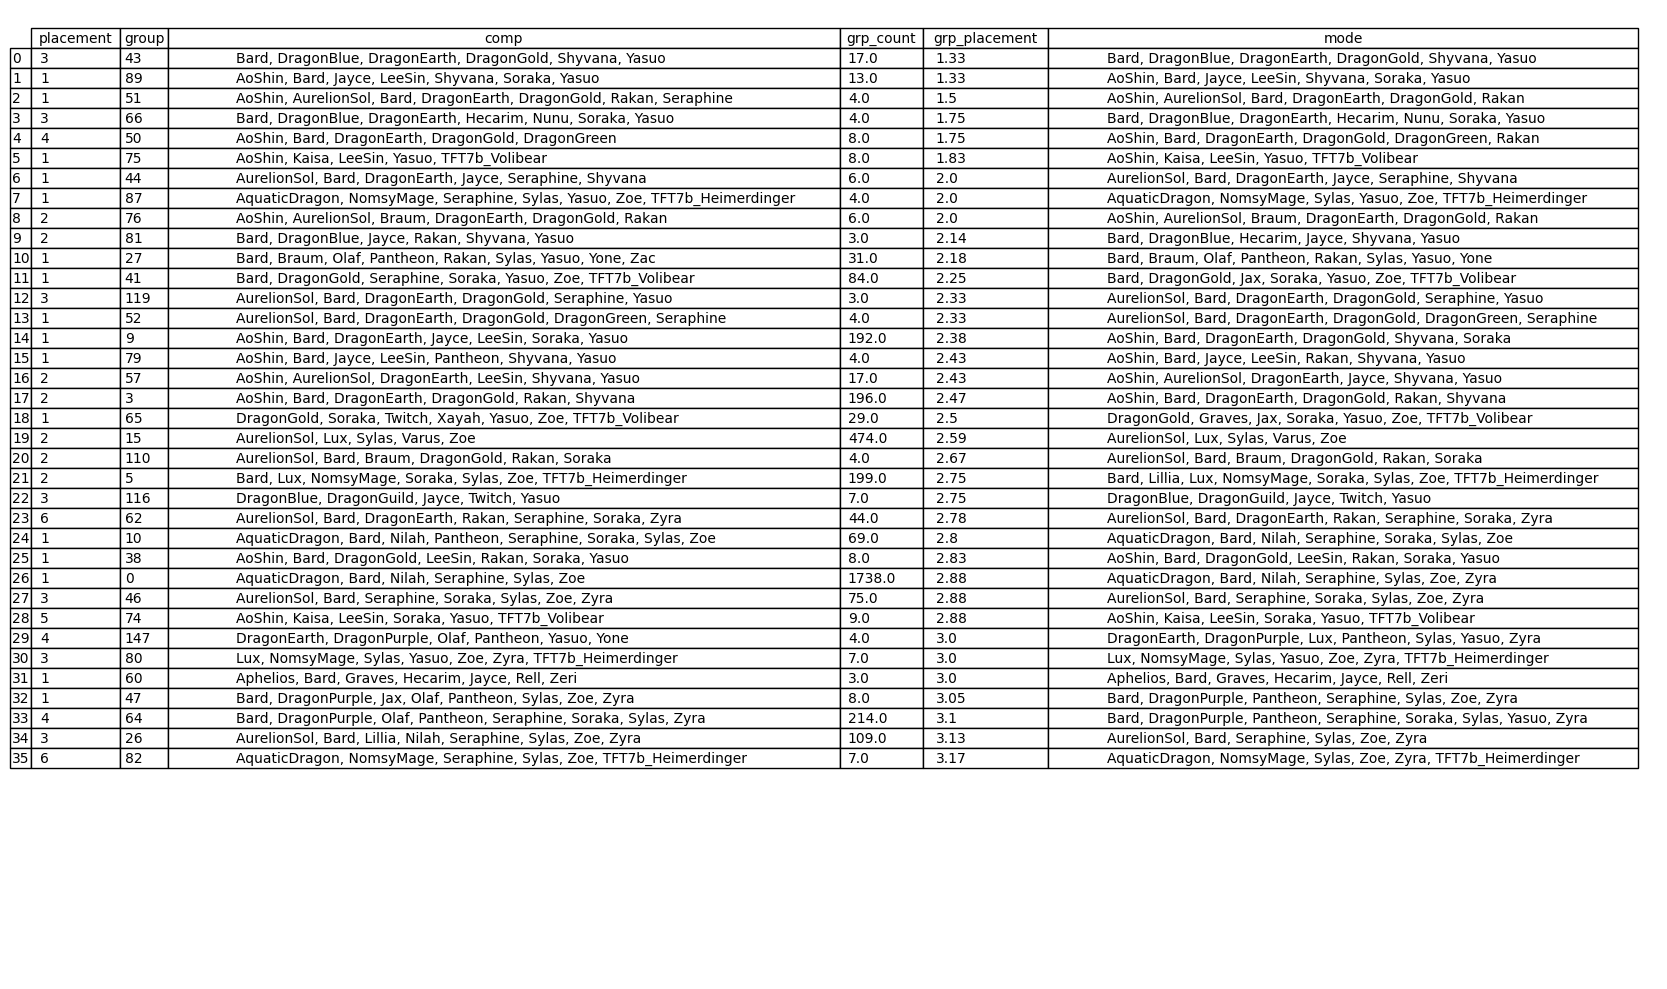 placement group comp grp_count grp_placement mode
0 3 43 Bard, DragonBlue, DragonEarth, DragonGold, Shyvana, Yasuo 17.0 1.33 Bard, DragonBlue, DragonEarth, DragonGold, Shyvana, Yasuo
1 1 89 AoShin, Bard, Jayce, LeeSin, Shyvana, Soraka, Yasuo 13.0 1.33 AoShin, Bard, Jayce, LeeSin, Shyvana, Soraka, Yasuo
2 1 51 AoShin, AurelionSol, Bard, DragonEarth, DragonGold, Rakan, Seraphine 4.0 1.5 AoShin, AurelionSol, Bard, DragonEarth, DragonGold, Rakan
3 3 66 Bard, DragonBlue, DragonEarth, Hecarim, Nunu, Soraka, Yasuo 4.0 1.75 Bard, DragonBlue, DragonEarth, Hecarim, Nunu, Soraka, Yasuo
4 4 50 AoShin, Bard, DragonEarth, DragonGold, DragonGreen 8.0 1.75 AoShin, Bard, DragonEarth, DragonGold, DragonGreen, Rakan
5 1 75 AoShin, Kaisa, LeeSin, Yasuo, TFT7b_Volibear 8.0 1.83 AoShin, Kaisa, LeeSin, Yasuo, TFT7b_Volibear
6 1 44 AurelionSol, Bard, DragonEarth, Jayce, Seraphine, Shyvana 6.0 2.0 AurelionSol, Bard, DragonEarth, Jayce, Seraphine, Shyvana
7 1 87 AquaticDragon, NomsyMage, Seraphine, Sylas, Yasuo, Zoe, TFT7b_Heimerdinger 4.0 2.0 AquaticDragon, NomsyMage, Sylas, Yasuo, Zoe, TFT7b_Heimerdinger
8 2 76 AoShin, AurelionSol, Braum, DragonEarth, DragonGold, Rakan 6.0 2.0 AoShin, AurelionSol, Braum, DragonEarth, DragonGold, Rakan
9 2 81 Bard, DragonBlue, Jayce, Rakan, Shyvana, Yasuo 3.0 2.14 Bard, DragonBlue, Hecarim, Jayce, Shyvana, Yasuo
10 1 27 Bard, Braum, Olaf, Pantheon, Rakan, Sylas, Yasuo, Yone, Zac 31.0 2.18 Bard, Braum, Olaf, Pantheon, Rakan, Sylas, Yasuo, Yone
11 1 41 Bard, DragonGold, Seraphine, Soraka, Yasuo, Zoe, TFT7b_Volibear 84.0 2.25 Bard, DragonGold, Jax, Soraka, Yasuo, Zoe, TFT7b_Volibear
12 3 119 AurelionSol, Bard, DragonEarth, DragonGold, Seraphine, Yasuo 3.0 2.33 AurelionSol, Bard, DragonEarth, DragonGold, Seraphine, Yasuo
13 1 52 AurelionSol, Bard, DragonEarth, DragonGold, DragonGreen, Seraphine 4.0 2.33 AurelionSol, Bard, DragonEarth, DragonGold, DragonGreen, Seraphine
14 1 9 AoShin, Bard, DragonEarth, Jayce, LeeSin, Soraka, Yasuo 192.0 2.38 AoShin, Bard, DragonEarth, DragonGold, Shyvana, Soraka
15 1 79 AoShin, Bard, Jayce, LeeSin, Pantheon, Shyvana, Yasuo 4.0 2.43 AoShin, Bard, Jayce, LeeSin, Rakan, Shyvana, Yasuo
16 2 57 AoShin, AurelionSol, DragonEarth, LeeSin, Shyvana, Yasuo 17.0 2.43 AoShin, AurelionSol, DragonEarth, Jayce, Shyvana, Yasuo
17 2 3 AoShin, Bard, DragonEarth, DragonGold, Rakan, Shyvana 196.0 2.47 AoShin, Bard, DragonEarth, DragonGold, Rakan, Shyvana
18 1 65 DragonGold, Soraka, Twitch, Xayah, Yasuo, Zoe, TFT7b_Volibear 29.0 2.5 DragonGold, Graves, Jax, Soraka, Yasuo, Zoe, TFT7b_Volibear
19 2 15 AurelionSol, Lux, Sylas, Varus, Zoe 474.0 2.59 AurelionSol, Lux, Sylas, Varus, Zoe
20 2 110 AurelionSol, Bard, Braum, DragonGold, Rakan, Soraka 4.0 2.67 AurelionSol, Bard, Braum, DragonGold, Rakan, Soraka
21 2 5 Bard, Lux, NomsyMage, Soraka, Sylas, Zoe, TFT7b_Heimerdinger 199.0 2.75 Bard, Lillia, Lux, NomsyMage, Soraka, Sylas, Zoe, TFT7b_Heimerdinger
22 3 116 DragonBlue, DragonGuild, Jayce, Twitch, Yasuo 7.0 2.75 DragonBlue, DragonGuild, Jayce, Twitch, Yasuo
23 6 62 AurelionSol, Bard, DragonEarth, Rakan, Seraphine, Soraka, Zyra 44.0 2.78 AurelionSol, Bard, DragonEarth, Rakan, Seraphine, Soraka, Zyra
24 1 10 AquaticDragon, Bard, Nilah, Pantheon, Seraphine, Soraka, Sylas, Zoe 69.0 2.8 AquaticDragon, Bard, Nilah, Seraphine, Soraka, Sylas, Zoe
25 1 38 AoShin, Bard, DragonGold, LeeSin, Rakan, Soraka, Yasuo 8.0 2.83 AoShin, Bard, DragonGold, LeeSin, Rakan, Soraka, Yasuo
26 1 0 AquaticDragon, Bard, Nilah, Seraphine, Sylas, Zoe 1738.0 2.88 AquaticDragon, Bard, Nilah, Seraphine, Sylas, Zoe, Zyra
27 3 46 AurelionSol, Bard, Seraphine, Soraka, Sylas, Zoe, Zyra 75.0 2.88 AurelionSol, Bard, Seraphine, Soraka, Sylas, Zoe, Zyra
28 5 74 AoShin, Kaisa, LeeSin, Soraka, Yasuo, TFT7b_Volibear 9.0 2.88 AoShin, Kaisa, LeeSin, Soraka, Yasuo, TFT7b_Volibear
29 4 147 DragonEarth, DragonPurple, Olaf, Pantheon, Yasuo, Yone 4.0 3.0 DragonEarth, DragonPurple, Lux, Pantheon, Sylas, Yasuo, Zyra
30 3 80 Lux, NomsyMage, Sylas, Yasuo, Zoe, Zyra, TFT7b_Heimerdinger 7.0 3.0 Lux, NomsyMage, Sylas, Yasuo, Zoe, Zyra, TFT7b_Heimerdinger
31 1 60 Aphelios, Bard, Graves, Hecarim, Jayce, Rell, Zeri 3.0 3.0 Aphelios, Bard, Graves, Hecarim, Jayce, Rell, Zeri
32 1 47 Bard, DragonPurple, Jax, Olaf, Pantheon, Sylas, Zoe, Zyra 8.0 3.05 Bard, DragonPurple, Pantheon, Seraphine, Sylas, Zoe, Zyra
33 4 64 Bard, DragonPurple, Olaf, Pantheon, Seraphine, Soraka, Sylas, Zyra 214.0 3.1 Bard, DragonPurple, Pantheon, Seraphine, Soraka, Sylas, Yasuo, Zyra
34 3 26 AurelionSol, Bard, Lillia, Nilah, Seraphine, Sylas, Zoe, Zyra 109.0 3.13 AurelionSol, Bard, Seraphine, Sylas, Zoe, Zyra
35 6 82 AquaticDragon, NomsyMage, Seraphine, Sylas, Zoe, TFT7b_Heimerdinger 7.0 3.17 AquaticDragon, NomsyMage, Sylas, Zoe, Zyra, TFT7b_Heimerdinger